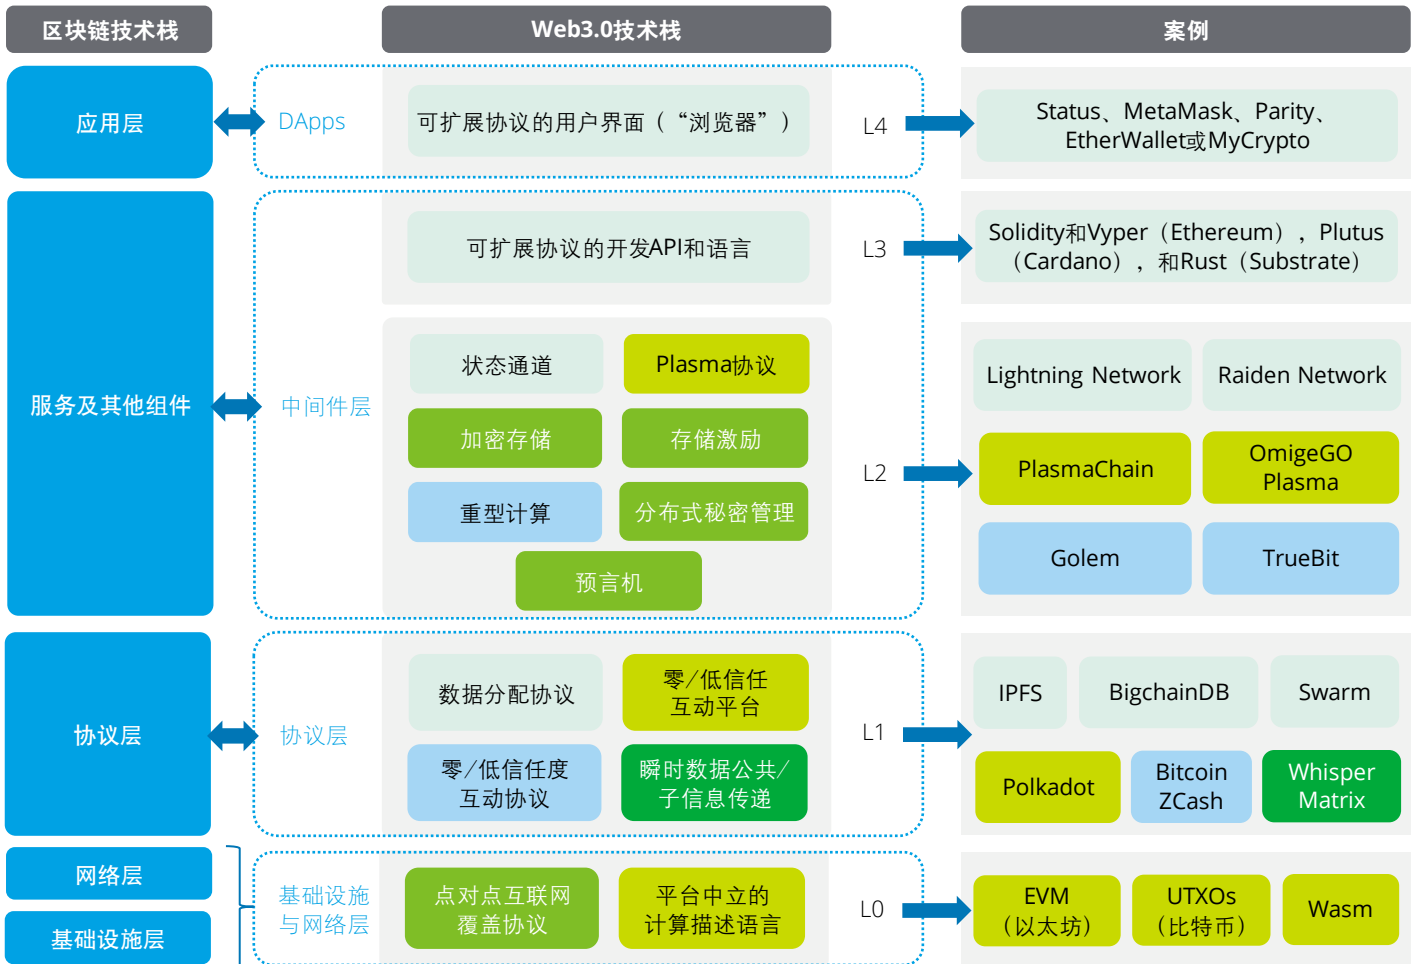 区块链技术栈
Web3.0技术栈
案例
应用层
DApps
可扩展协议的用户界面（“浏览器”）
L4
Status、MetaMask、Parity、
EtherWallet或MyCrypto
服务及其他组件
中间件层
可扩展协议的开发API和语言
L3
Solidity和Vyper（Ethereum），Plutus
（Cardano），和Rust（Substrate）
状态通道
Plasma协议
加密存储
存储激励
重型计算
分布式秘密管理
预言机
L2
Lightning Network
Raiden Network
PlasmaChain
OmigeGO
Plasma
Golem
TrueBit
协议层
协议层
数据分配协议
零/低信任
互动平台
零/低信任度
互动协议
瞬时数据公共/
子信息传递
L1
IPFS
BigchainDB
Swarm
Polkadot
Bitcoin
ZCash
Whisper
Matrix
网络层
基础设施层
基础设施
与网络层
点对点互联网
覆盖协议
平台中立的
计算描述语言
L0
EVM
（以太坊）
UTXOs
（比特币）
Wasm